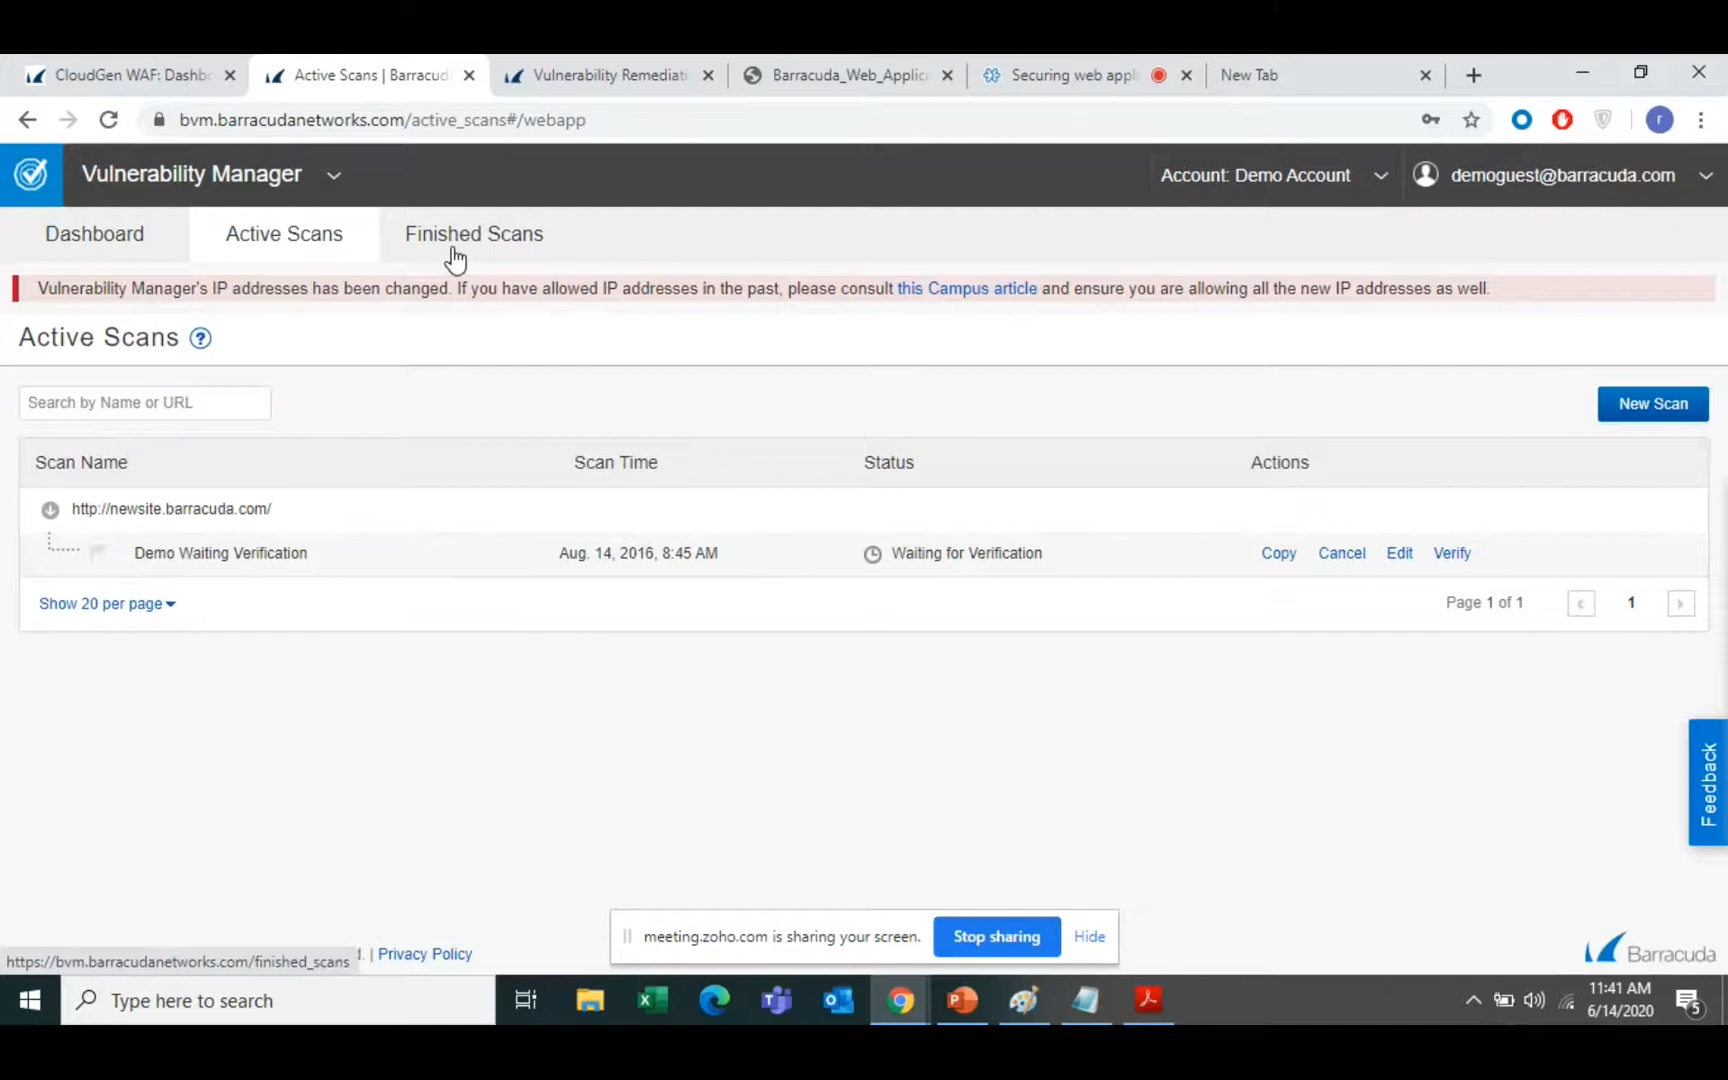 CloudGen WAF: Dashbo
Active Scans | Barracud
Vulnerability Remediati
Barracuda_Web_Applic
Securing web appl
New Tab
bvm.barracudanetworks.com/active_scans#/webapp
r
Vulnerability Manager
Account: Demo Account
demoguest@barracuda.com
Dashboard
Active Scans
Finished Scans
Vulnerability Manager's IP addresses has been changed. If you have allowed IP addresses in the past, please consult this Campus article and ensure you are allowing all the new IP addresses as well.
Active Scans ?
Search by Name or URL
New Scan
Scan Name Scan Time Status Actions
http://newsite.barracuda.com/
Demo Waiting Verification Aug. 14, 2016, 8:45 AM Waiting for Verification Copy Cancel Edit Verify
Show 20 per page
Page 1 of 1 1
Feedback
meeting.zoho.com is sharing your screen. Stop sharing Hide
d. | Privacy Policy
https://bvm.barracudanetworks.com/finished_scans
Barracuda
Type here to search
11:41 AM
6/14/2020
5